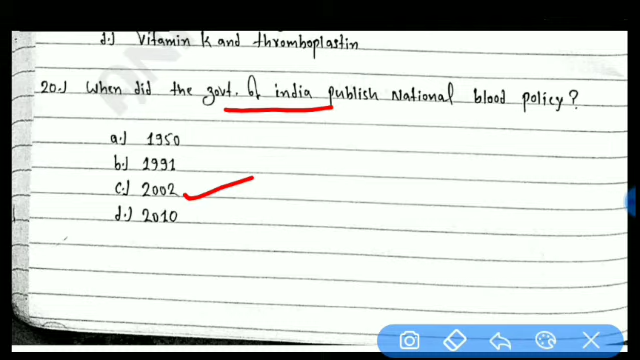 d.) Vitamin K and thromboplastin
20.) When did the govt. of india publish National blood policy?
a.) 1950
b.) 1991
c.) 2002
d.) 2010